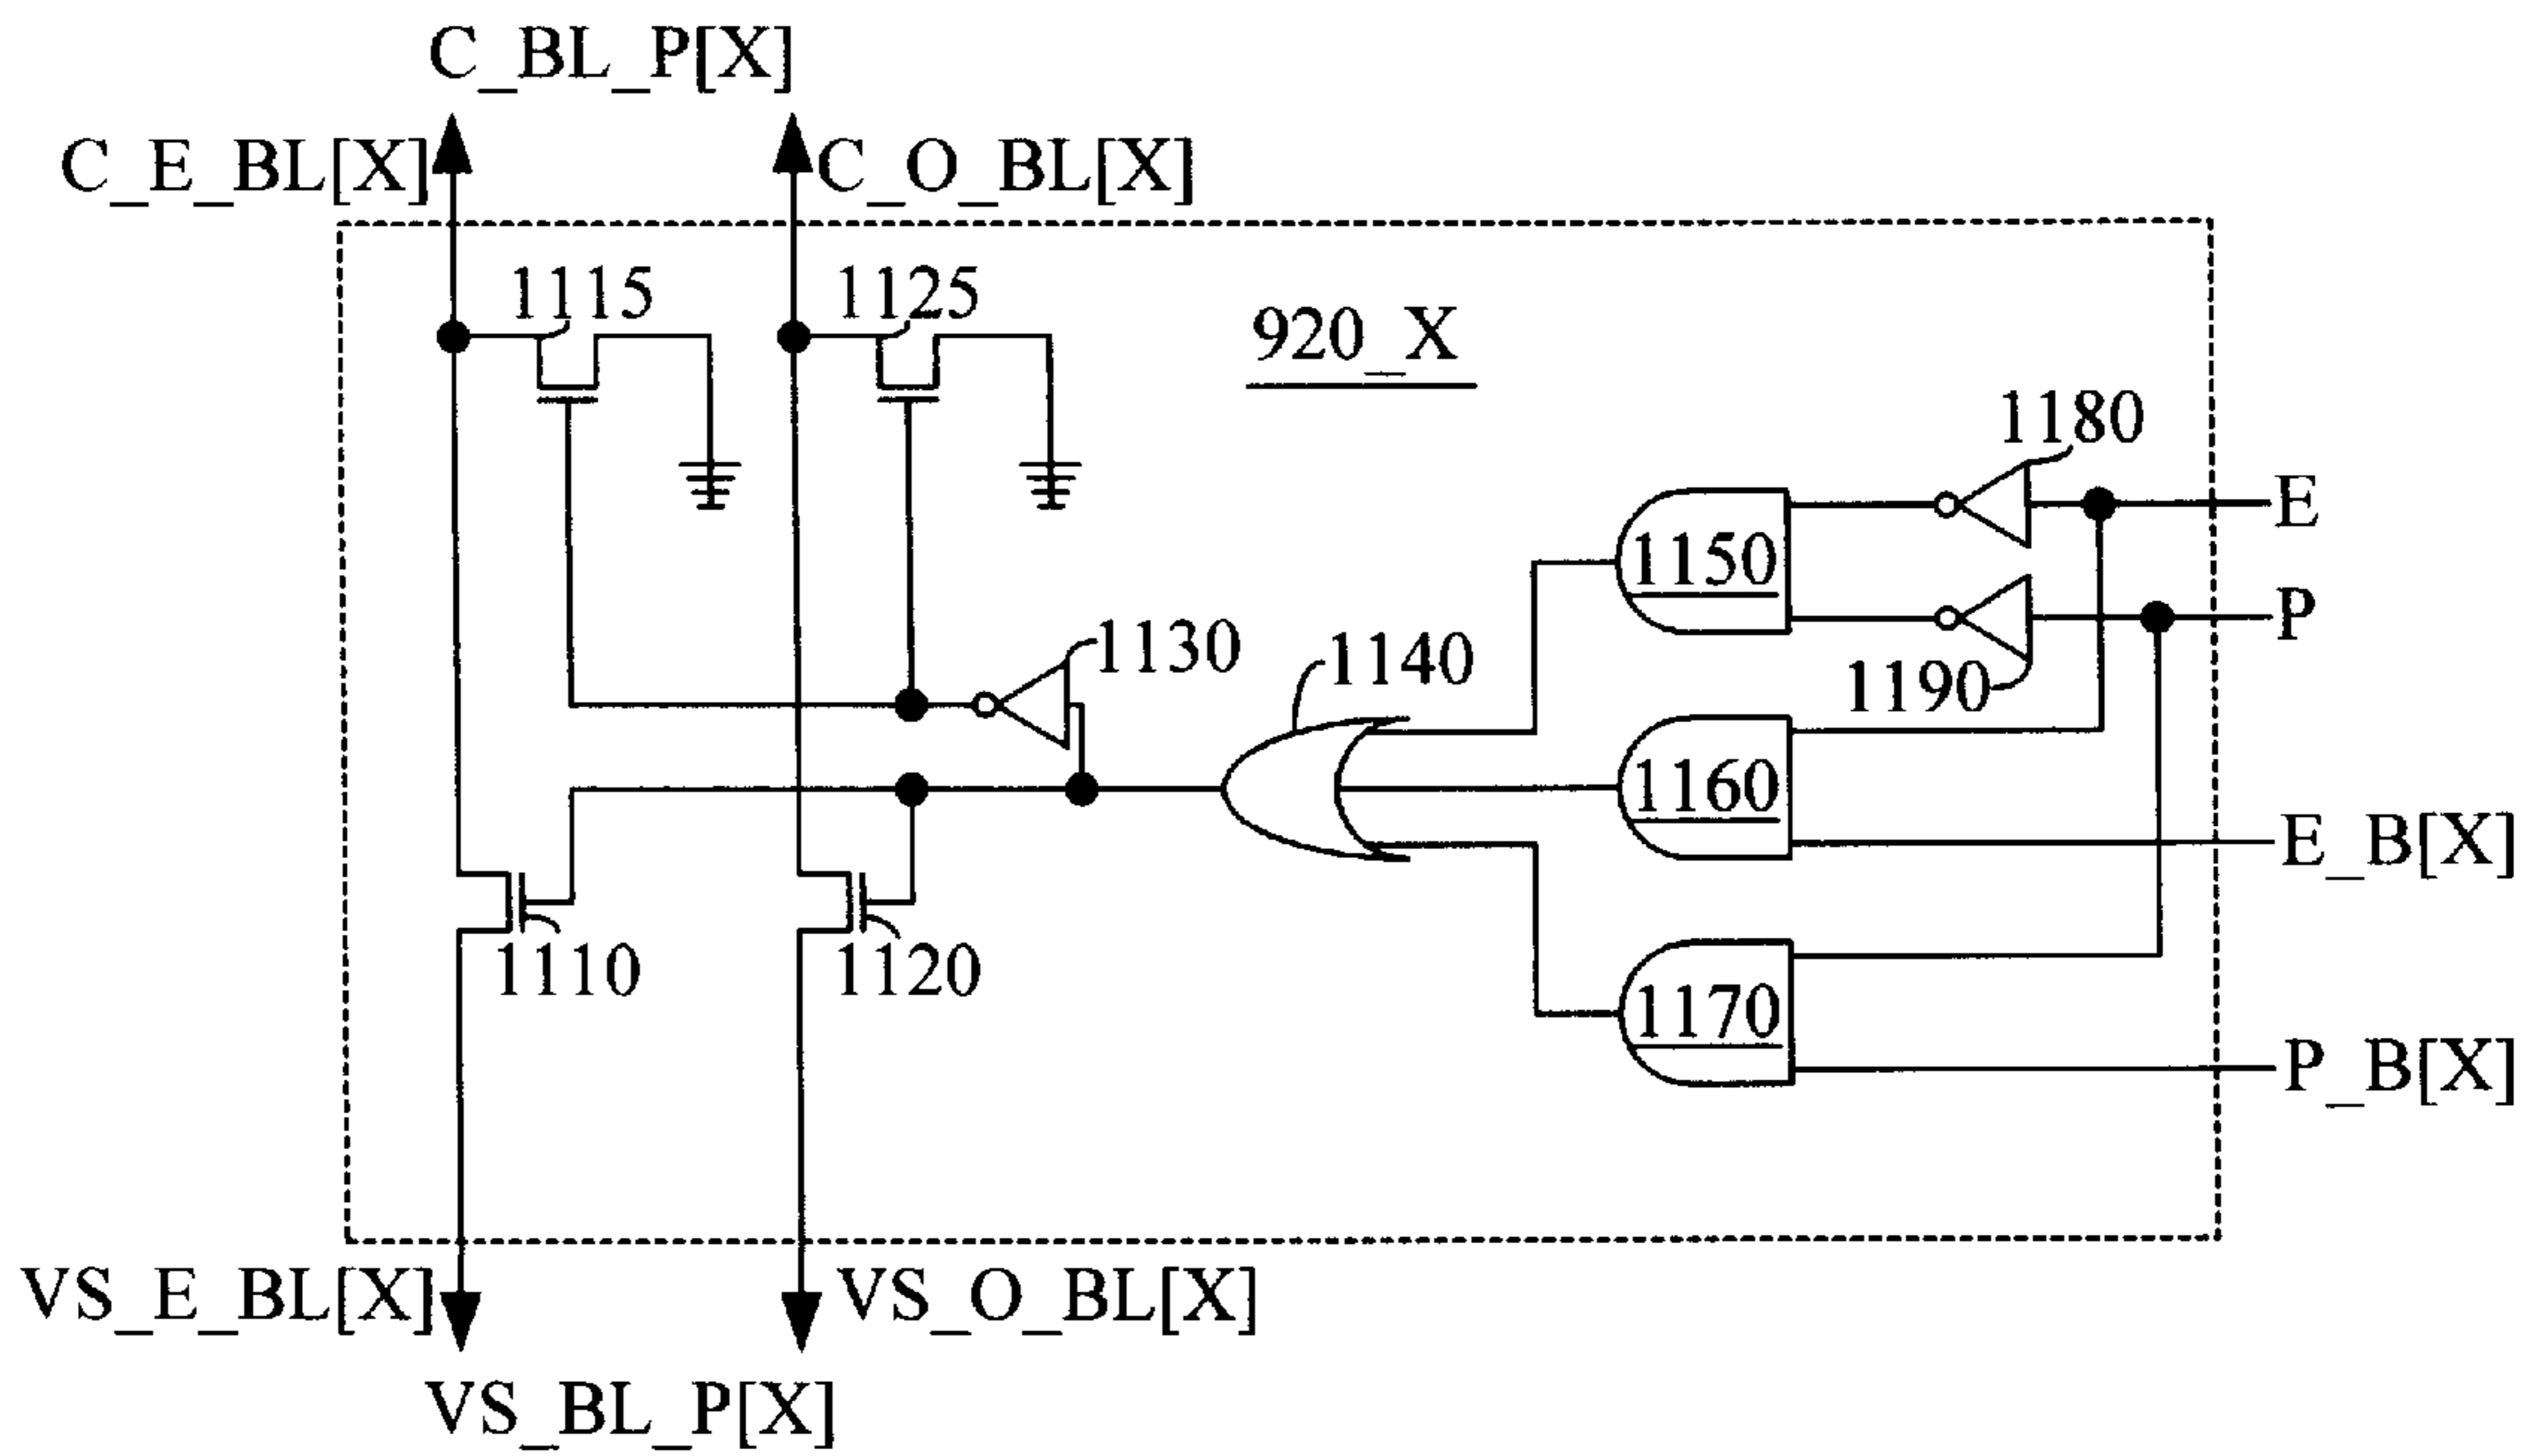 C_BL_P[X]
C_E_BL[X]
C_O_BL[X]
1115
1125
920_X
1180
E
1150
P
1130
1140
1190
1160
E_B[X]
1110
1120
1170
P_B[X]
VS_E_BL[X]
VS_O_BL[X]
VS_BL_P[X]